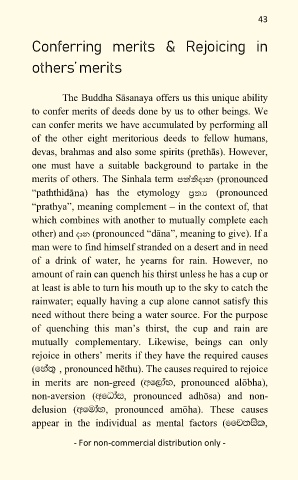 43
Conferring merits & Rejoicing in
others' merits
The Buddha Sāsanaya offers us this unique ability
to confer merits of deeds done by us to other beings. We
can confer merits we have accumulated by performing all
of the other eight meritorious deeds to fellow humans,
devas, brahmas and also some spirits (prethās). However,
one must have a suitable background to partake in the
merits of others. The Sinhala term පත්තිදාන (pronounced
“paththidāna) has the etymology ප්‍රත්‍ය (pronounced
“prathya”, meaning complement – in the context of, that
which combines with another to mutually complete each
other) and දාන (pronounced “dāna”, meaning to give). If a
man were to find himself stranded on a desert and in need
of a drink of water, he yearns for rain. However, no
amount of rain can quench his thirst unless he has a cup or
at least is able to turn his mouth up to the sky to catch the
rainwater; equally having a cup alone cannot satisfy this
need without there being a water source. For the purpose
of quenching this man’s thirst, the cup and rain are
mutually complementary. Likewise, beings can only
rejoice in others’ merits if they have the required causes
(හේතු , pronounced hēthu). The causes required to rejoice
in merits are non-greed (අලෝභ, pronounced alōbha),
non-aversion (අධෝස, pronounced adhōsa) and non-
delusion (අමෝහ, pronounced amōha). These causes
appear in the individual as mental factors (චෛතසික,
- For non-commercial distribution only -